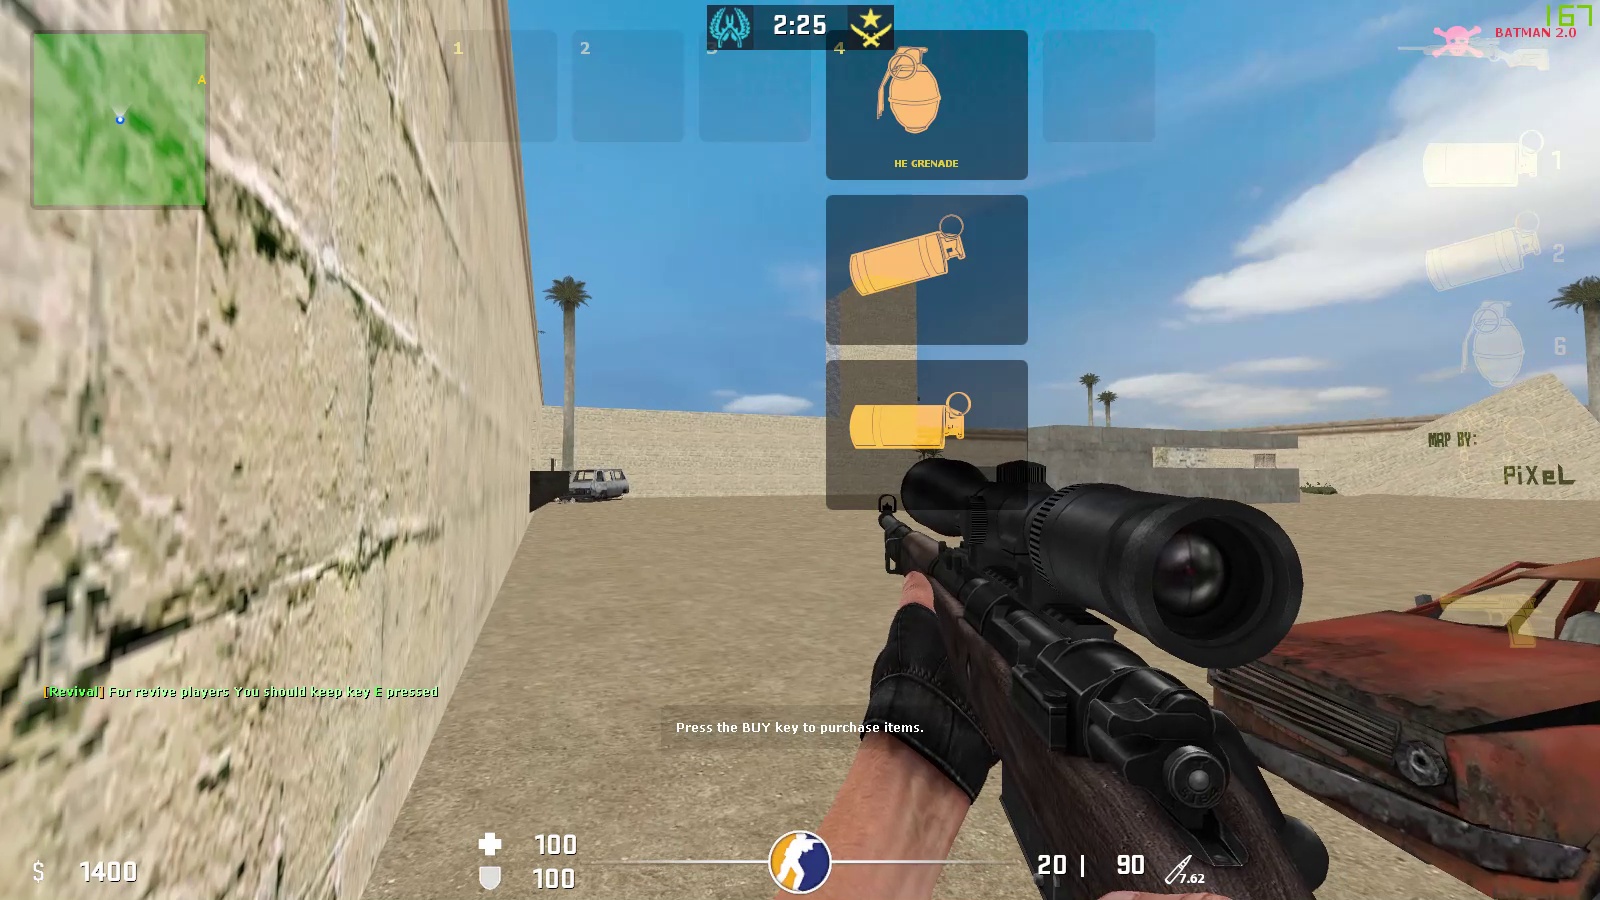 2:25
167
BATMAN 2.0
1
2
3
4
A
HE GRENADE
1
2
6
MAP BY:
PiXeL
[Revival] For revive players You should keep key E pressed
Press the BUY key to purchase items.
$ 1400
100
100
20 | 90
7.62